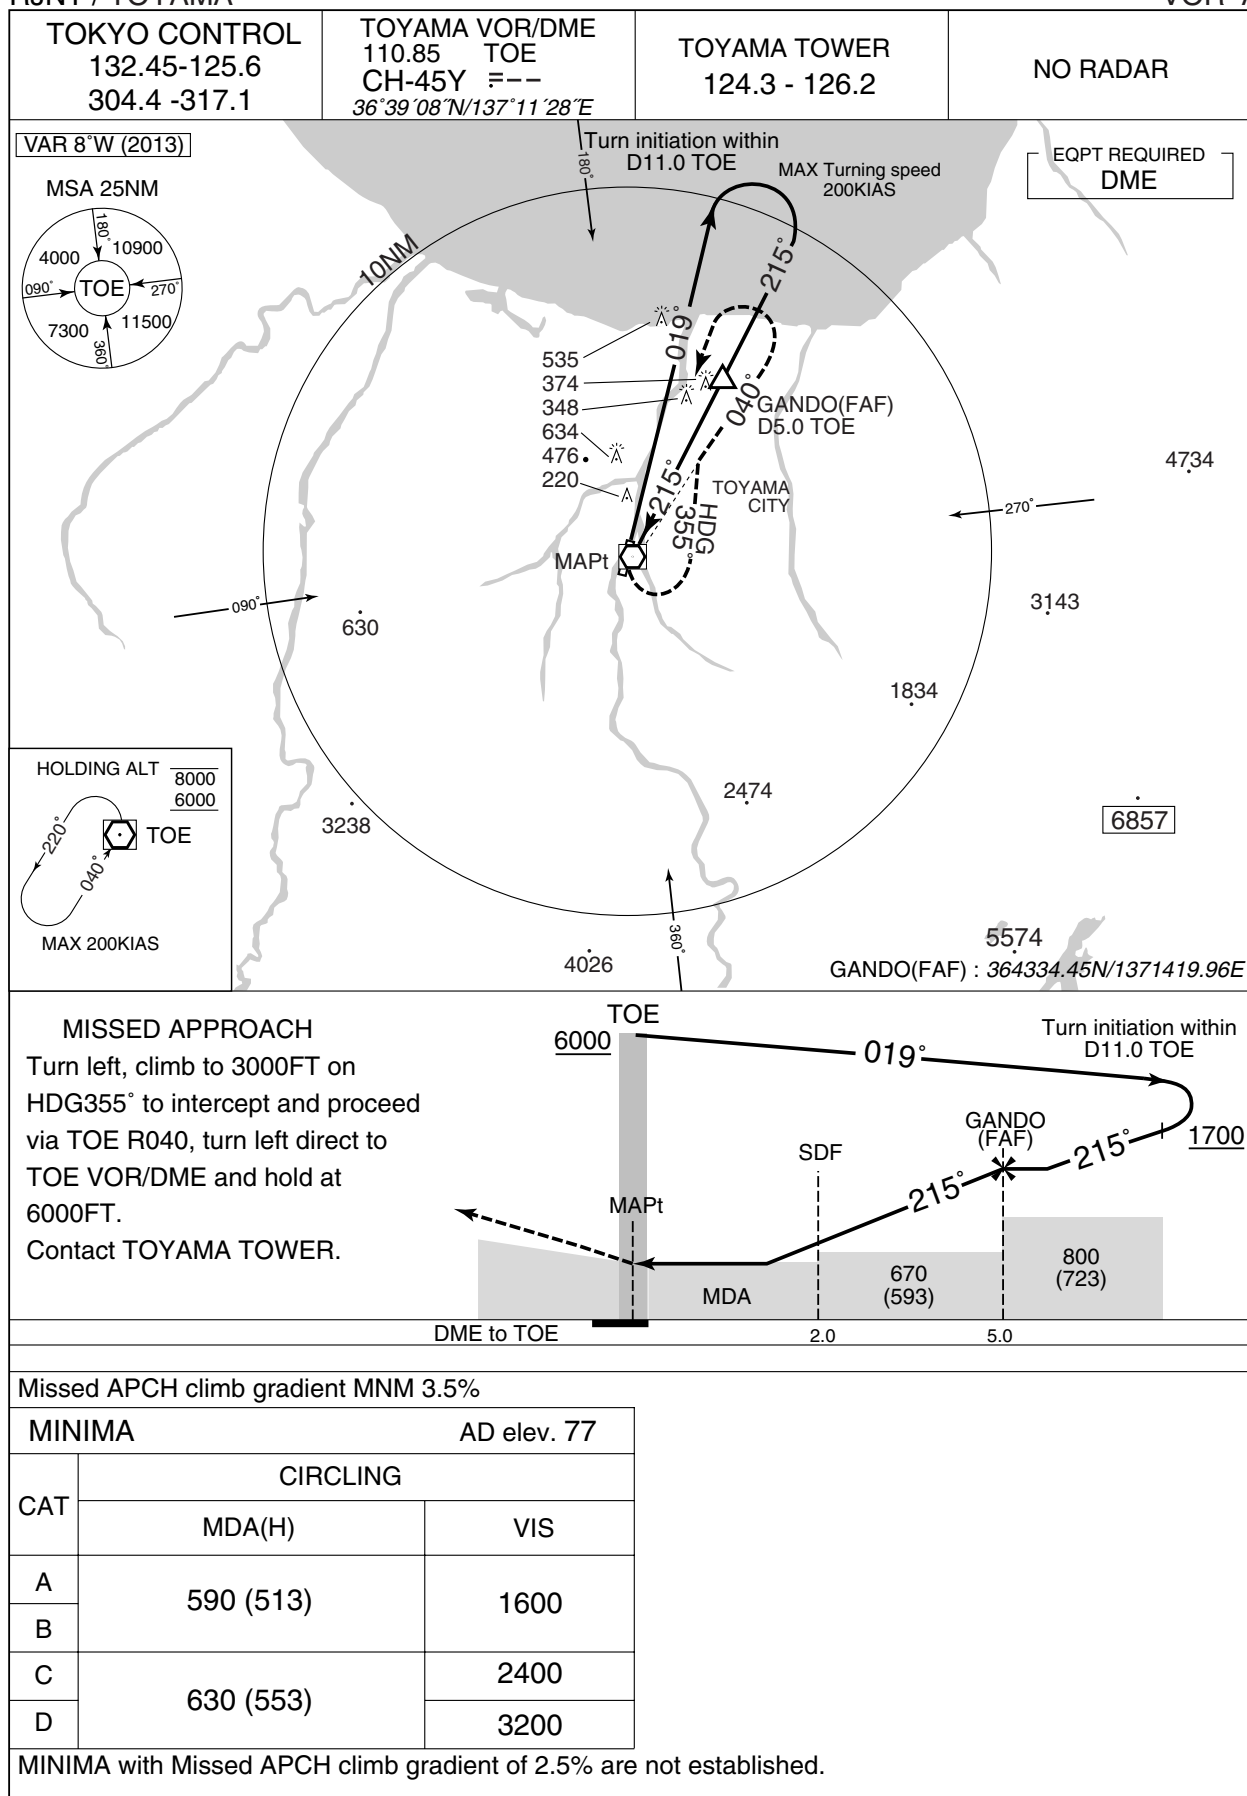 RJNT / TOYAMA
TOKYO CONTROL
132.45-125.6
304.4 -317.1
TOYAMA VOR/DME
110.85 TOE
CH-45Y
36°39´08˝N/137°11´28˝E
TOYAMA TOWER
124.3 - 126.2
NO RADAR
VAR 8˚W (2013)
MSA 25NM
180˚
4000
10900
090˚
TOE
270˚
7300
11500
360˚
Turn initiation within
D11.0 TOE
MAX Turning speed
200KIAS
EQPT REQUIRED
DME
180˚
10NM
215˚
019˚
535
374
348
634
476
220
040˚
GANDO(FAF)
D5.0 TOE
215˚
TOYAMA
CITY
HDG
355˚
MAPt
4734
270˚
090˚
630
3143
1834
2474
3238
6857
5574
4026
360˚
GANDO(FAF) : 364334.45N/1371419.96E
HOLDING ALT
8000
6000
220˚
040˚
TOE
MAX 200KIAS
MISSED APPROACH
Turn left, climb to 3000FT on
HDG355˚ to intercept and proceed
via TOE R040, turn left direct to
TOE VOR/DME and hold at
6000FT.
Contact TOYAMA TOWER.
TOE
6000
019˚
Turn initiation within
D11.0 TOE
GANDO
(FAF)
1700
215˚
SDF
215˚
MAPt
MDA
670
(593)
800
(723)
DME to TOE
2.0
5.0
Missed APCH climb gradient MNM 3.5%
MINIMA AD elev. 77
CAT
CIRCLING
MDA(H)
VIS
A
B
590 (513)
1600
C
D
630 (553)
2400
3200
MINIMA with Missed APCH climb gradient of 2.5% are not established.